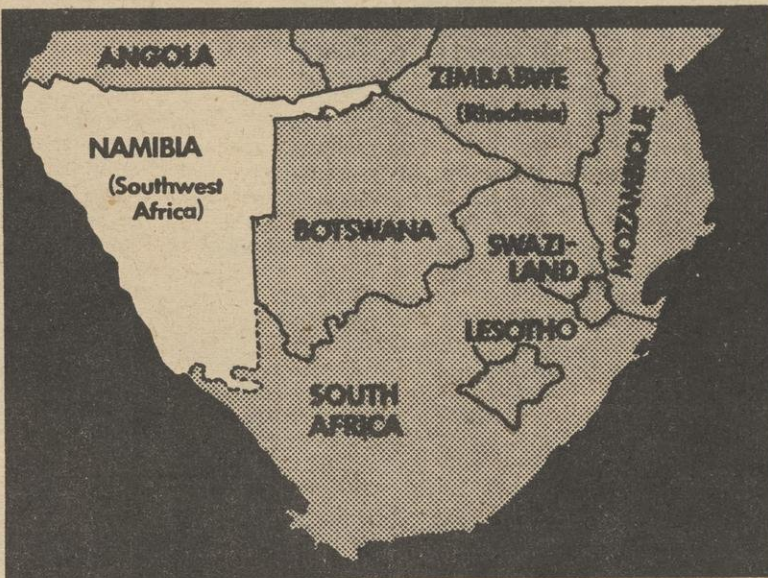 ANGOLA
ZIMBABWE
(Rhodesia)
NAMIBIA
(Southwest
Africa)
MOZAMBIQUE
BOTSWANA
SWAZI-
LAND
LESOTHO
SOUTH
AFRICA